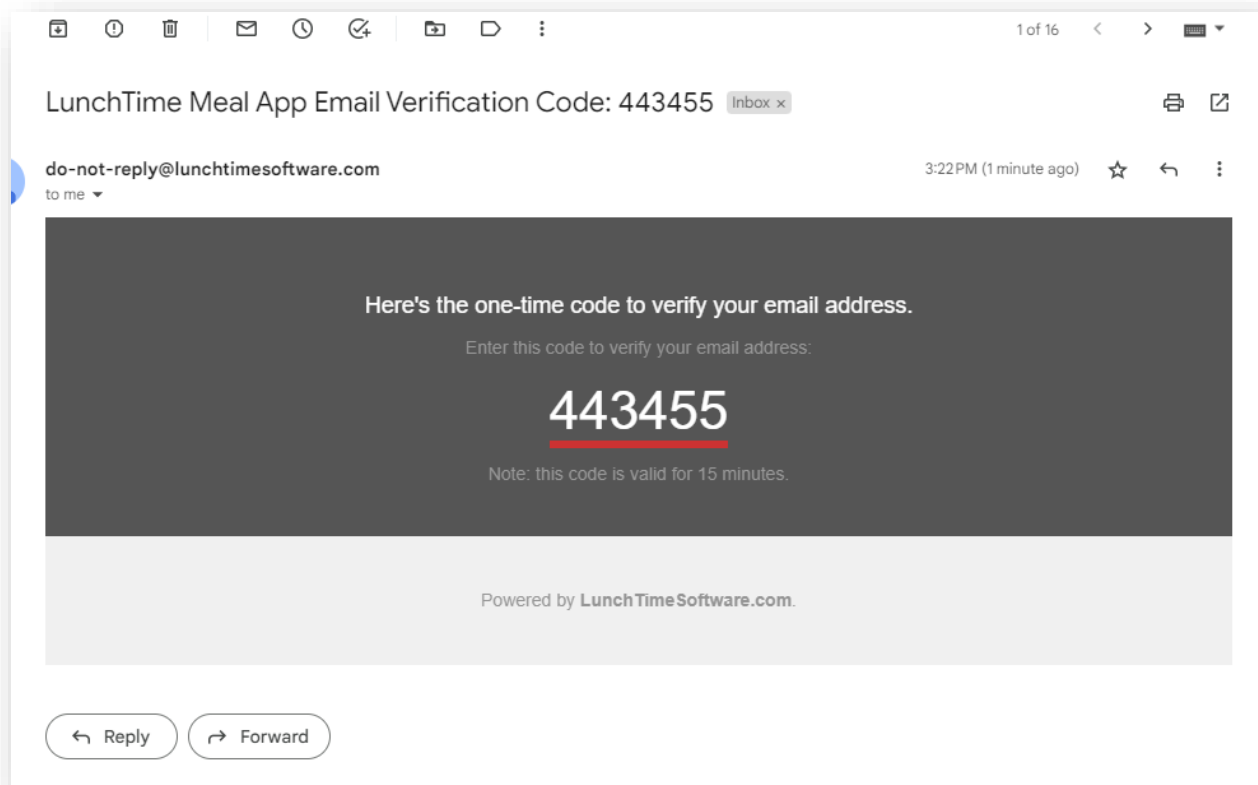 1 of 16
LunchTime Meal App Email Verification Code: 443455 Inbox ×
do-not-reply@lunchtimesoftware.com 3:22 PM (1 minute ago)
to me
Here's the one-time code to verify your email address.
Enter this code to verify your email address:
443455
Note: this code is valid for 15 minutes.
Powered by LunchTimeSoftware.com.
Reply Forward